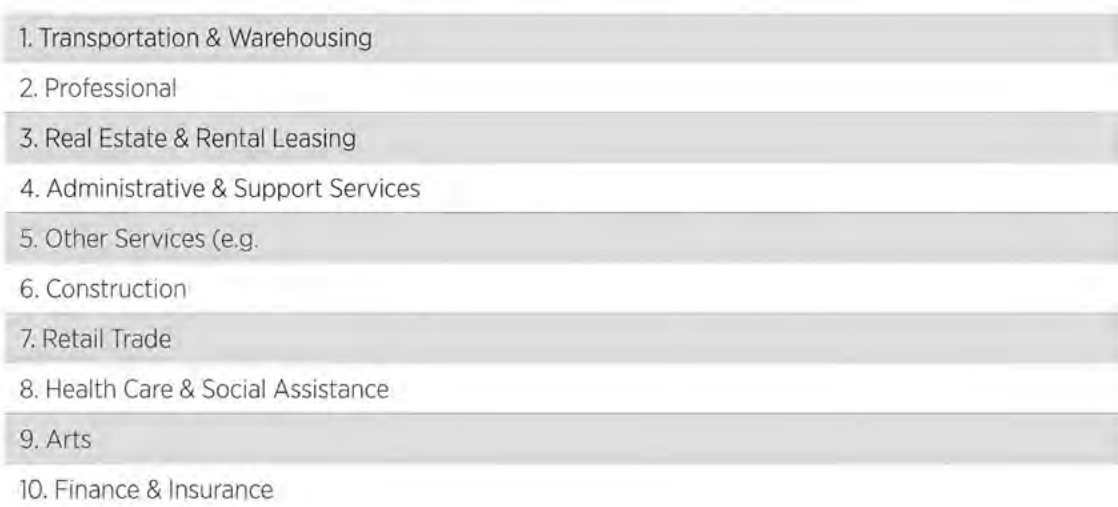 1. Transportation & Warehousing
2. Professional
3. Real Estate & Rental Leasing
4. Administrative & Support Services
5. Other Services (e.g.
6. Construction
7. Retail Trade
8. Health Care & Social Assistance
9. Arts
10. Finance & Insurance